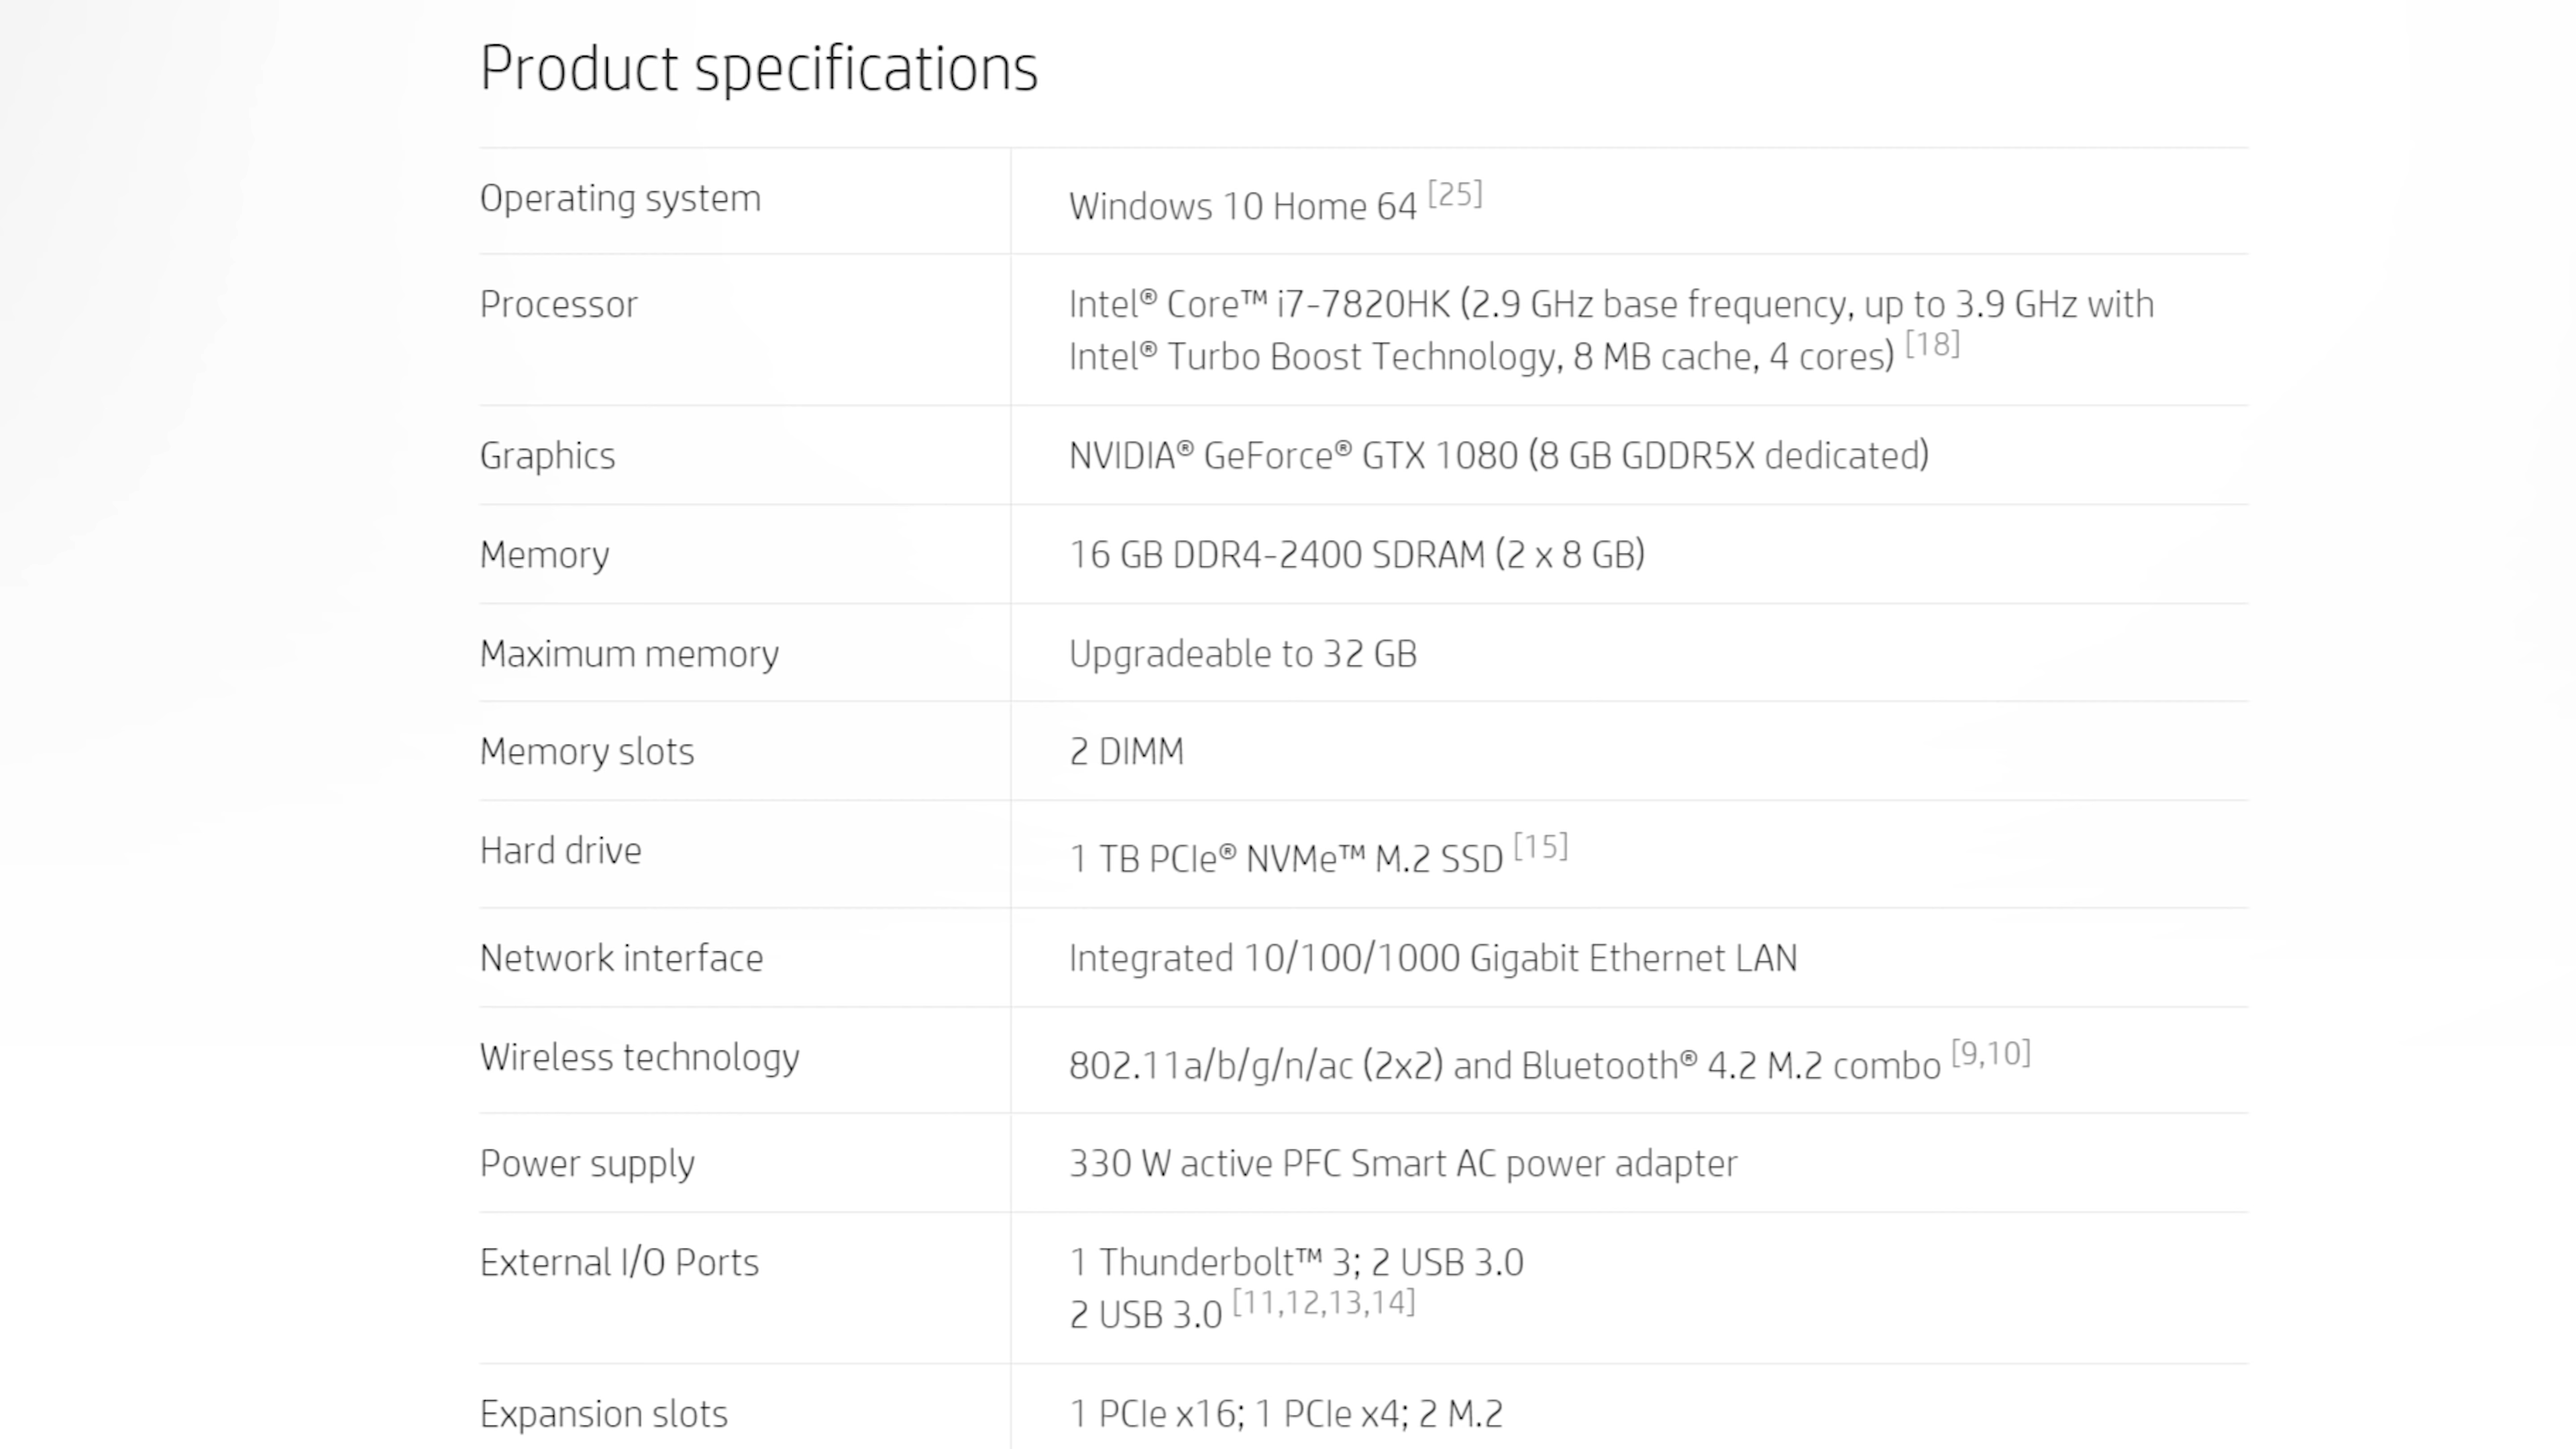 Product specifications
Operating system
Windows 10 Home 64 [25]
Processor
Intel® Core™ i7-7820HK (2.9 GHz base frequency, up to 3.9 GHz with
Intel® Turbo Boost Technology, 8 MB cache, 4 cores) [18]
Graphics
NVIDIA® GeForce® GTX 1080 (8 GB GDDR5X dedicated)
Memory
16 GB DDR4-2400 SDRAM (2 x 8 GB)
Maximum memory
Upgradeable to 32 GB
Memory slots
2 DIMM
Hard drive
1 TB PCIe® NVMe™ M.2 SSD [15]
Network interface
Integrated 10/100/1000 Gigabit Ethernet LAN
Wireless technology
802.11a/b/g/n/ac (2x2) and Bluetooth® 4.2 M.2 combo [9,10]
Power supply
330 W active PFC Smart AC power adapter
External I/O Ports
1 Thunderbolt™ 3; 2 USB 3.0
2 USB 3.0 [11,12,13,14]
Expansion slots
1 PCIe x16; 1 PCIe x4; 2 M.2